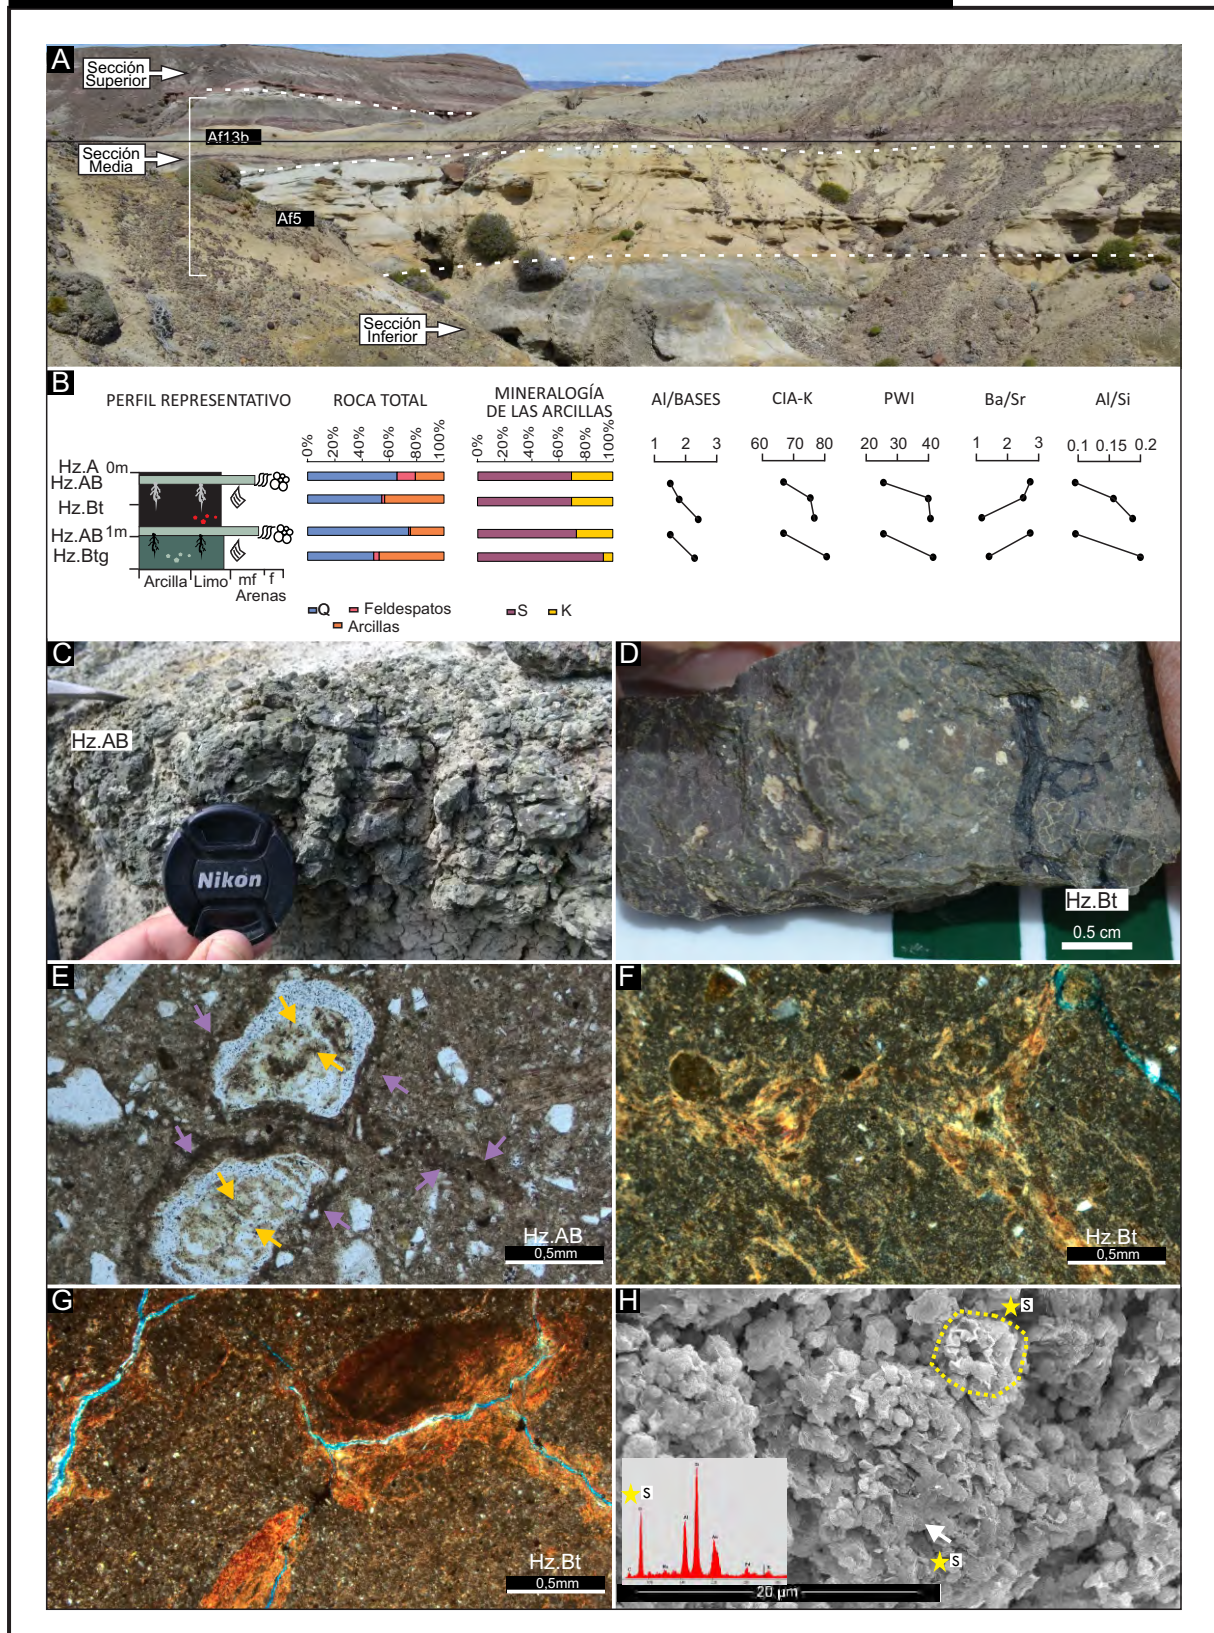 A
Sección
Superior
Af13b
Sección
Media
Af5
Sección
Inferior
B
PERFIL REPRESENTATIVO
ROCA TOTAL
MINERALOGÍA
DE LAS ARCILLAS
Al/BASES
CIA-K
PWI
Ba/Sr
Al/Si
-0%
-20%
-40%
-60%
-80%
-100%
-0%
-20%
-40%
-60%
-80%
-100%
1 2 3
60 70 80
20 30 40
1 2 3
0.1 0.15 0.2
Hz.A 0m
Hz.AB
Hz.Bt
Hz.AB 1m
Hz.Btg
Arcilla Limo mf f
Arenas
Q Feldespatos
Arcillas
S K
C
Hz.AB
Nikon
D
Hz.Bt
0.5 cm
E
Hz.AB
0,5mm
F
Hz.Bt
0,5mm
G
Hz.Bt
0,5mm
H
S
S
S
20 µm